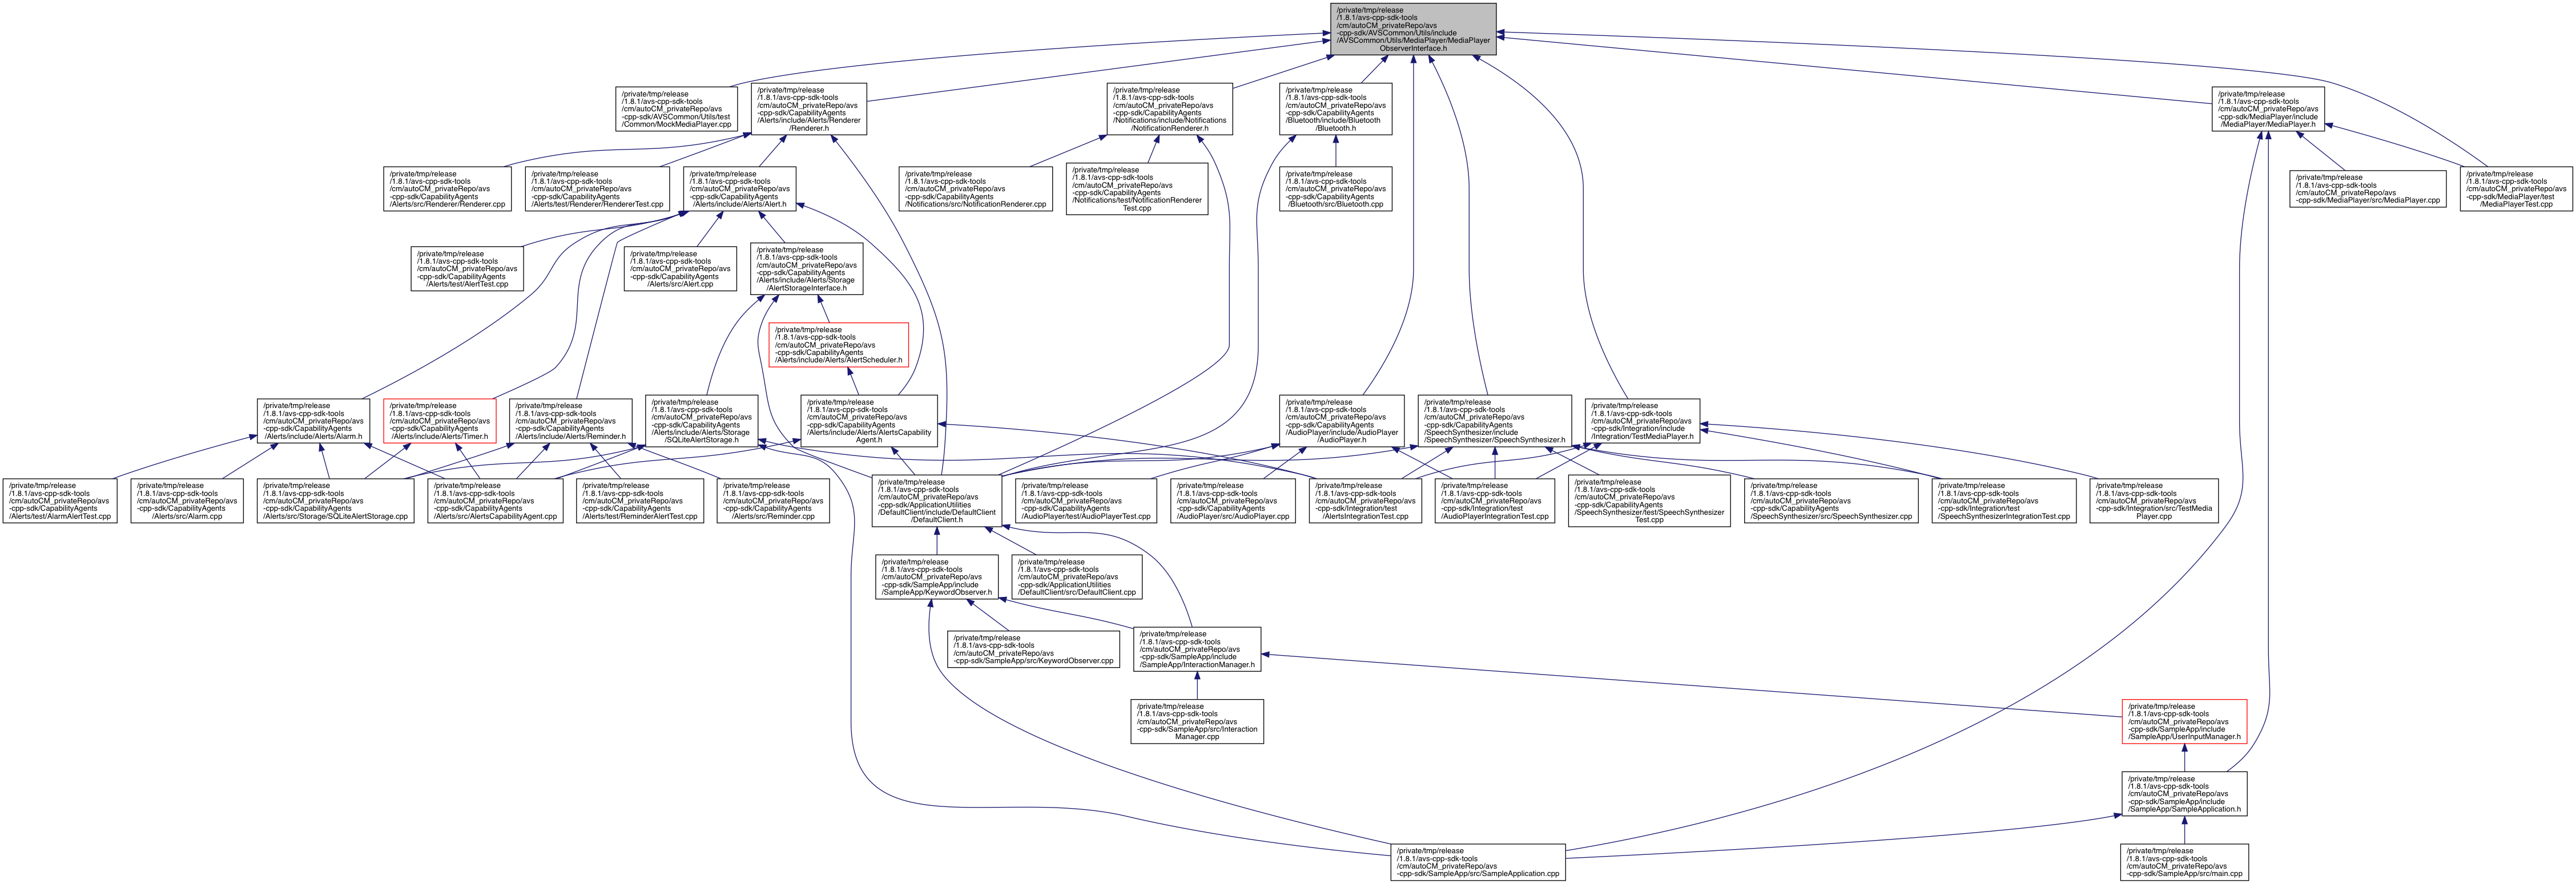 /private/tmp/release
/1.8.1/avs-cpp-sdk-tools
/cm/autoCM_privateRepo/avs
-cpp-sdk/AVSCommon/Utils/include
/AVSCommon/Utils/MediaPlayer/MediaPlayer
ObserverInterface.h
/private/tmp/release
/1.8.1/avs-cpp-sdk-tools
/cm/autoCM_privateRepo/avs
-cpp-sdk/AVSCommon/Utils/test
/Common/MockMediaPlayer.cpp
/private/tmp/release
/1.8.1/avs-cpp-sdk-tools
/cm/autoCM_privateRepo/avs
-cpp-sdk/CapabilityAgents
/Alerts/include/Alerts/Renderer
/Renderer.h
/private/tmp/release
/1.8.1/avs-cpp-sdk-tools
/cm/autoCM_privateRepo/avs
-cpp-sdk/CapabilityAgents
/Notifications/include/Notifications
/NotificationRenderer.h
/private/tmp/release
/1.8.1/avs-cpp-sdk-tools
/cm/autoCM_privateRepo/avs
-cpp-sdk/CapabilityAgents
/Bluetooth/include/Bluetooth
/Bluetooth.h
/private/tmp/release
/1.8.1/avs-cpp-sdk-tools
/cm/autoCM_privateRepo/avs
-cpp-sdk/MediaPlayer/include
/MediaPlayer/MediaPlayer.h
/private/tmp/release
/1.8.1/avs-cpp-sdk-tools
/cm/autoCM_privateRepo/avs
-cpp-sdk/CapabilityAgents
/Alerts/src/Renderer/Renderer.cpp
/private/tmp/release
/1.8.1/avs-cpp-sdk-tools
/cm/autoCM_privateRepo/avs
-cpp-sdk/CapabilityAgents
/Alerts/test/Renderer/RendererTest.cpp
/private/tmp/release
/1.8.1/avs-cpp-sdk-tools
/cm/autoCM_privateRepo/avs
-cpp-sdk/CapabilityAgents
/Alerts/include/Alerts/Alert.h
/private/tmp/release
/1.8.1/avs-cpp-sdk-tools
/cm/autoCM_privateRepo/avs
-cpp-sdk/CapabilityAgents
/Notifications/src/NotificationRenderer.cpp
/private/tmp/release
/1.8.1/avs-cpp-sdk-tools
/cm/autoCM_privateRepo/avs
-cpp-sdk/CapabilityAgents
/Notifications/test/NotificationRenderer
Test.cpp
/private/tmp/release
/1.8.1/avs-cpp-sdk-tools
/cm/autoCM_privateRepo/avs
-cpp-sdk/CapabilityAgents
/Bluetooth/src/Bluetooth.cpp
/private/tmp/release
/1.8.1/avs-cpp-sdk-tools
/cm/autoCM_privateRepo/avs
-cpp-sdk/MediaPlayer/src/MediaPlayer.cpp
/private/tmp/release
/1.8.1/avs-cpp-sdk-tools
/cm/autoCM_privateRepo/avs
-cpp-sdk/MediaPlayer/test
/MediaPlayerTest.cpp
/private/tmp/release
/1.8.1/avs-cpp-sdk-tools
/cm/autoCM_privateRepo/avs
-cpp-sdk/CapabilityAgents
/Alerts/test/AlertTest.cpp
/private/tmp/release
/1.8.1/avs-cpp-sdk-tools
/cm/autoCM_privateRepo/avs
-cpp-sdk/CapabilityAgents
/Alerts/src/Alert.cpp
/private/tmp/release
/1.8.1/avs-cpp-sdk-tools
/cm/autoCM_privateRepo/avs
-cpp-sdk/CapabilityAgents
/Alerts/include/Alerts/Storage
/AlertStorageInterface.h
/private/tmp/release
/1.8.1/avs-cpp-sdk-tools
/cm/autoCM_privateRepo/avs
-cpp-sdk/CapabilityAgents
/Alerts/include/Alerts/AlertScheduler.h
/private/tmp/release
/1.8.1/avs-cpp-sdk-tools
/cm/autoCM_privateRepo/avs
-cpp-sdk/CapabilityAgents
/Alerts/include/Alerts/Alarm.h
/private/tmp/release
/1.8.1/avs-cpp-sdk-tools
/cm/autoCM_privateRepo/avs
-cpp-sdk/CapabilityAgents
/Alerts/include/Alerts/Timer.h
/private/tmp/release
/1.8.1/avs-cpp-sdk-tools
/cm/autoCM_privateRepo/avs
-cpp-sdk/CapabilityAgents
/Alerts/include/Alerts/Reminder.h
/private/tmp/release
/1.8.1/avs-cpp-sdk-tools
/cm/autoCM_privateRepo/avs
-cpp-sdk/CapabilityAgents
/Alerts/include/Alerts/Storage
/SQLiteAlertStorage.h
/private/tmp/release
/1.8.1/avs-cpp-sdk-tools
/cm/autoCM_privateRepo/avs
-cpp-sdk/CapabilityAgents
/Alerts/include/Alerts/AlertsCapability
Agent.h
/private/tmp/release
/1.8.1/avs-cpp-sdk-tools
/cm/autoCM_privateRepo/avs
-cpp-sdk/CapabilityAgents
/AudioPlayer/include/AudioPlayer
/AudioPlayer.h
/private/tmp/release
/1.8.1/avs-cpp-sdk-tools
/cm/autoCM_privateRepo/avs
-cpp-sdk/CapabilityAgents
/SpeechSynthesizer/include
/SpeechSynthesizer/SpeechSynthesizer.h
/private/tmp/release
/1.8.1/avs-cpp-sdk-tools
/cm/autoCM_privateRepo/avs
-cpp-sdk/Integration/include
/Integration/TestMediaPlayer.h
/private/tmp/release
/1.8.1/avs-cpp-sdk-tools
/cm/autoCM_privateRepo/avs
-cpp-sdk/CapabilityAgents
/Alerts/test/AlarmAlertTest.cpp
/private/tmp/release
/1.8.1/avs-cpp-sdk-tools
/cm/autoCM_privateRepo/avs
-cpp-sdk/CapabilityAgents
/Alerts/src/Alarm.cpp
/private/tmp/release
/1.8.1/avs-cpp-sdk-tools
/cm/autoCM_privateRepo/avs
-cpp-sdk/CapabilityAgents
/Alerts/src/Storage/SQLiteAlertStorage.cpp
/private/tmp/release
/1.8.1/avs-cpp-sdk-tools
/cm/autoCM_privateRepo/avs
-cpp-sdk/CapabilityAgents
/Alerts/src/AlertsCapabilityAgent.cpp
/private/tmp/release
/1.8.1/avs-cpp-sdk-tools
/cm/autoCM_privateRepo/avs
-cpp-sdk/CapabilityAgents
/Alerts/test/ReminderAlertTest.cpp
/private/tmp/release
/1.8.1/avs-cpp-sdk-tools
/cm/autoCM_privateRepo/avs
-cpp-sdk/CapabilityAgents
/Alerts/src/Reminder.cpp
/private/tmp/release
/1.8.1/avs-cpp-sdk-tools
/cm/autoCM_privateRepo/avs
-cpp-sdk/ApplicationUtilities
/DefaultClient/include/DefaultClient
/DefaultClient.h
/private/tmp/release
/1.8.1/avs-cpp-sdk-tools
/cm/autoCM_privateRepo/avs
-cpp-sdk/CapabilityAgents
/AudioPlayer/test/AudioPlayerTest.cpp
/private/tmp/release
/1.8.1/avs-cpp-sdk-tools
/cm/autoCM_privateRepo/avs
-cpp-sdk/CapabilityAgents
/AudioPlayer/src/AudioPlayer.cpp
/private/tmp/release
/1.8.1/avs-cpp-sdk-tools
/cm/autoCM_privateRepo/avs
-cpp-sdk/Integration/test
/AlertsIntegrationTest.cpp
/private/tmp/release
/1.8.1/avs-cpp-sdk-tools
/cm/autoCM_privateRepo/avs
-cpp-sdk/Integration/test
/AudioPlayerIntegrationTest.cpp
/private/tmp/release
/1.8.1/avs-cpp-sdk-tools
/cm/autoCM_privateRepo/avs
-cpp-sdk/CapabilityAgents
/SpeechSynthesizer/test/SpeechSynthesizer
Test.cpp
/private/tmp/release
/1.8.1/avs-cpp-sdk-tools
/cm/autoCM_privateRepo/avs
-cpp-sdk/CapabilityAgents
/SpeechSynthesizer/src/SpeechSynthesizer.cpp
/private/tmp/release
/1.8.1/avs-cpp-sdk-tools
/cm/autoCM_privateRepo/avs
-cpp-sdk/Integration/test
/SpeechSynthesizerIntegrationTest.cpp
/private/tmp/release
/1.8.1/avs-cpp-sdk-tools
/cm/autoCM_privateRepo/avs
-cpp-sdk/Integration/src/TestMedia
Player.cpp
/private/tmp/release
/1.8.1/avs-cpp-sdk-tools
/cm/autoCM_privateRepo/avs
-cpp-sdk/SampleApp/include
/SampleApp/KeywordObserver.h
/private/tmp/release
/1.8.1/avs-cpp-sdk-tools
/cm/autoCM_privateRepo/avs
-cpp-sdk/ApplicationUtilities
/DefaultClient/src/DefaultClient.cpp
/private/tmp/release
/1.8.1/avs-cpp-sdk-tools
/cm/autoCM_privateRepo/avs
-cpp-sdk/SampleApp/src/KeywordObserver.cpp
/private/tmp/release
/1.8.1/avs-cpp-sdk-tools
/cm/autoCM_privateRepo/avs
-cpp-sdk/SampleApp/include
/SampleApp/InteractionManager.h
/private/tmp/release
/1.8.1/avs-cpp-sdk-tools
/cm/autoCM_privateRepo/avs
-cpp-sdk/SampleApp/src/Interaction
Manager.cpp
/private/tmp/release
/1.8.1/avs-cpp-sdk-tools
/cm/autoCM_privateRepo/avs
-cpp-sdk/SampleApp/include
/SampleApp/UserInputManager.h
/private/tmp/release
/1.8.1/avs-cpp-sdk-tools
/cm/autoCM_privateRepo/avs
-cpp-sdk/SampleApp/include
/SampleApp/SampleApplication.h
/private/tmp/release
/1.8.1/avs-cpp-sdk-tools
/cm/autoCM_privateRepo/avs
-cpp-sdk/SampleApp/src/SampleApplication.cpp
/private/tmp/release
/1.8.1/avs-cpp-sdk-tools
/cm/autoCM_privateRepo/avs
-cpp-sdk/SampleApp/src/main.cpp